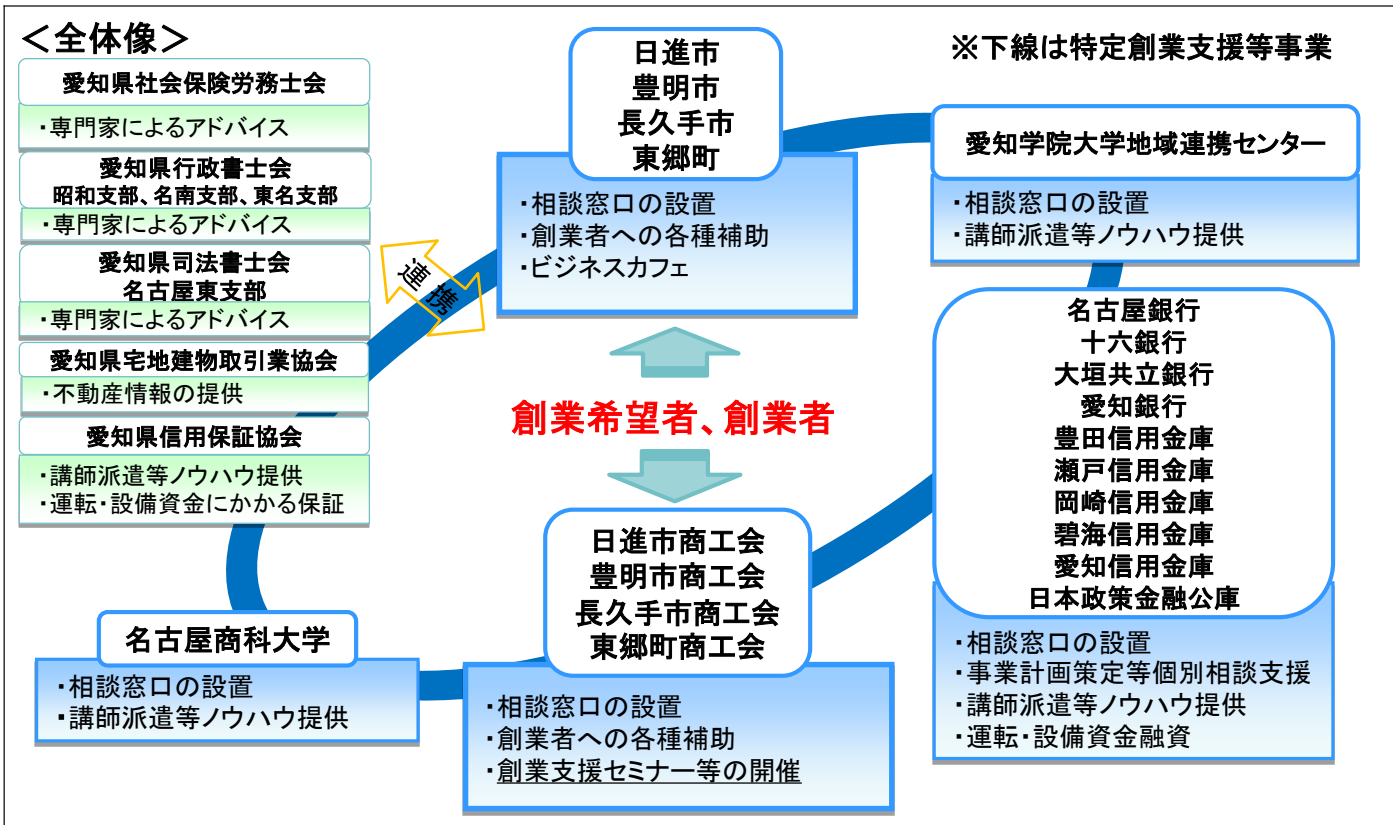 ＜全体像＞
愛知県社会保険労務士会
・専門家によるアドバイス
愛知県行政書士会
昭和支部、名南支部、東名支部
・専門家によるアドバイス
愛知県司法書士会
名古屋東支部
・専門家によるアドバイス
愛知県宅地建物取引業協会
・不動産情報の提供
愛知県信用保証協会
・講師派遣等ノウハウ提供
・運転・設備資金にかかる保証
連携
日進市
豊明市
長久手市
東郷町
・相談窓口の設置
・創業者への各種補助
・ビジネスカフェ
※下線は特定創業支援等事業
愛知学院大学地域連携センター
・相談窓口の設置
・講師派遣等ノウハウ提供
創業希望者、創業者
名古屋銀行
十六銀行
大垣共立銀行
愛知銀行
豊田信用金庫
瀬戸信用金庫
岡崎信用金庫
碧海信用金庫
愛知信用金庫
日本政策金融公庫
・相談窓口の設置
・事業計画策定等個別相談支援
・講師派遣等ノウハウ提供
・運転・設備資金融資
日進市商工会
豊明市商工会
長久手市商工会
東郷町商工会
・相談窓口の設置
・創業者への各種補助
・創業支援セミナー等の開催
名古屋商科大学
・相談窓口の設置
・講師派遣等ノウハウ提供